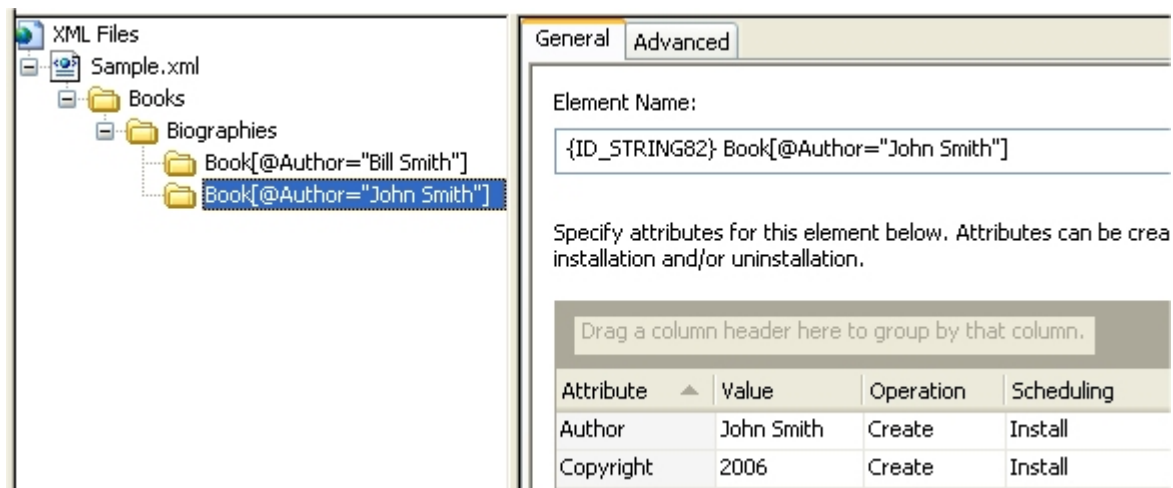 XML Files
Sample.xml
Books
Biographies
Book[@Author="Bill Smith"]
Book[@Author="John Smith"]
General Advanced
Element Name:
{ID_STRING82} Book[@Author="John Smith"]
Specify attributes for this element below. Attributes can be crea
installation and/or uninstallation.
Drag a column header here to group by that column.
Attribute Value Operation Scheduling
Author John Smith Create Install
Copyright 2006 Create Install